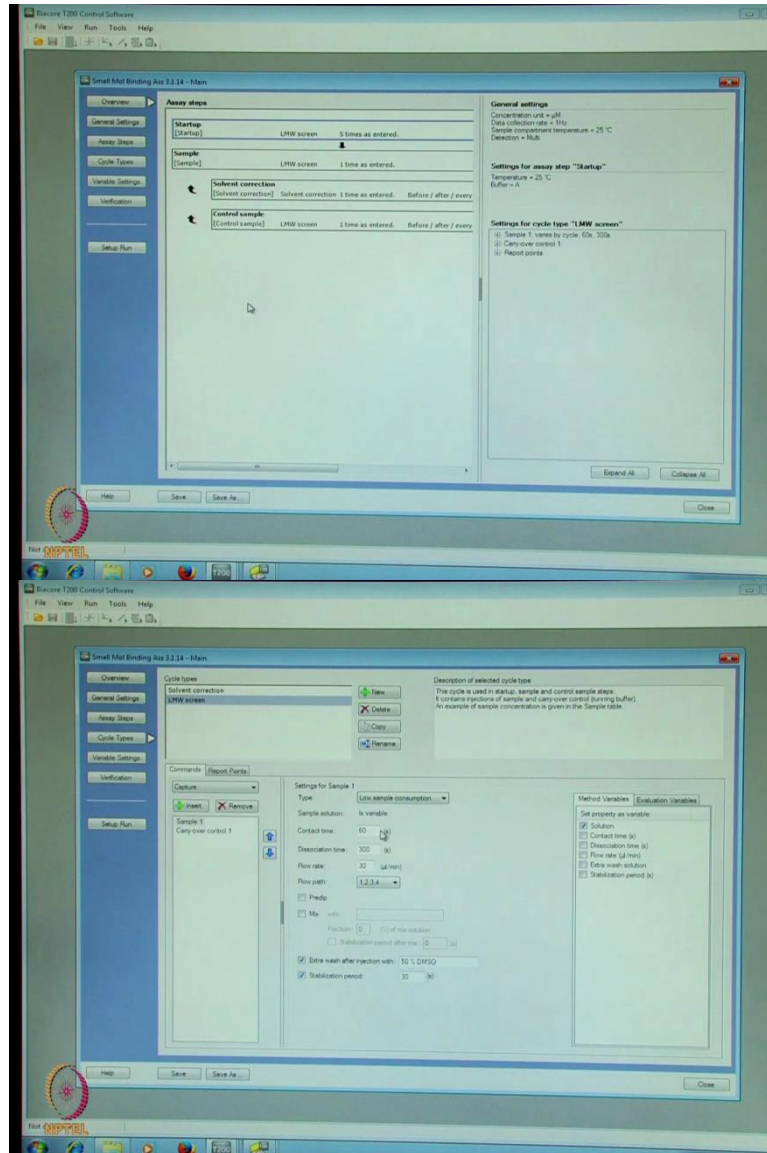 Biacore T200 Control Software
File View Run Tools Help
Small Mol Binding Ass 3.1.14 - Main
Overview
General Settings
Assay Steps
Cycle Types
Variable Settings
Verification
Setup Run
Assay steps
Startup
[Startup] LMW screen 5 times as entered.
Sample
[Sample] LMW screen 1 time as entered.
Solvent correction
[Solvent correction] Solvent correction 1 time as entered. Before / after / every
Control sample
[Control sample] LMW screen 1 time as entered. Before / after / every
General settings
Concentration unit = µM
Data collection rate = 1Hz
Sample compartment temperature = 25 °C
Detection = Multi
Settings for assay step "Startup"
Temperature = 25 °C
Buffer = A
Settings for cycle type "LMW screen"
Sample 1: varies by cycle, 60s, 300s
Carry-over control 1:
Report points
Expand All Collapse All
Help Save Save As... Close
Not
NPTEL
T200
Biacore T200 Control Software
File View Run Tools Help
Small Mol Binding Ass 3.1.14 - Main
Overview
General Settings
Assay Steps
Cycle Types
Variable Settings
Verification
Setup Run
Cycle types
Solvent correction
LMW screen
New
Delete
Copy
Rename
Description of selected cycle type
This cycle is used in startup, sample and control sample steps.
It contains injections of sample and carry-over control (running buffer).
An example of sample concentration is given in the Sample table.
Commands Report Points
Capture
Insert Remove
Sample 1
Carry-over control 1
Settings for Sample 1
Type: Low sample consumption
Sample solution: Is variable
Contact time: 60 (s)
Dissociation time: 300 (s)
Flow rate: 30 (µl/min)
Flow path: 1,2,3,4
Predip
Mix with:
Fraction: 0 (%) of mix solution
Stabilization period after mix: 0 (s)
Extra wash after injection with: 50 % DMSO
Stabilization period: 30 (s)
Method Variables Evaluation Variables
Set property as variable
Solution
Contact time (s)
Dissociation time (s)
Flow rate (µl/min)
Extra wash solution
Stabilization period (s)
Help Save Save As... Close
Not
NPTEL
T200